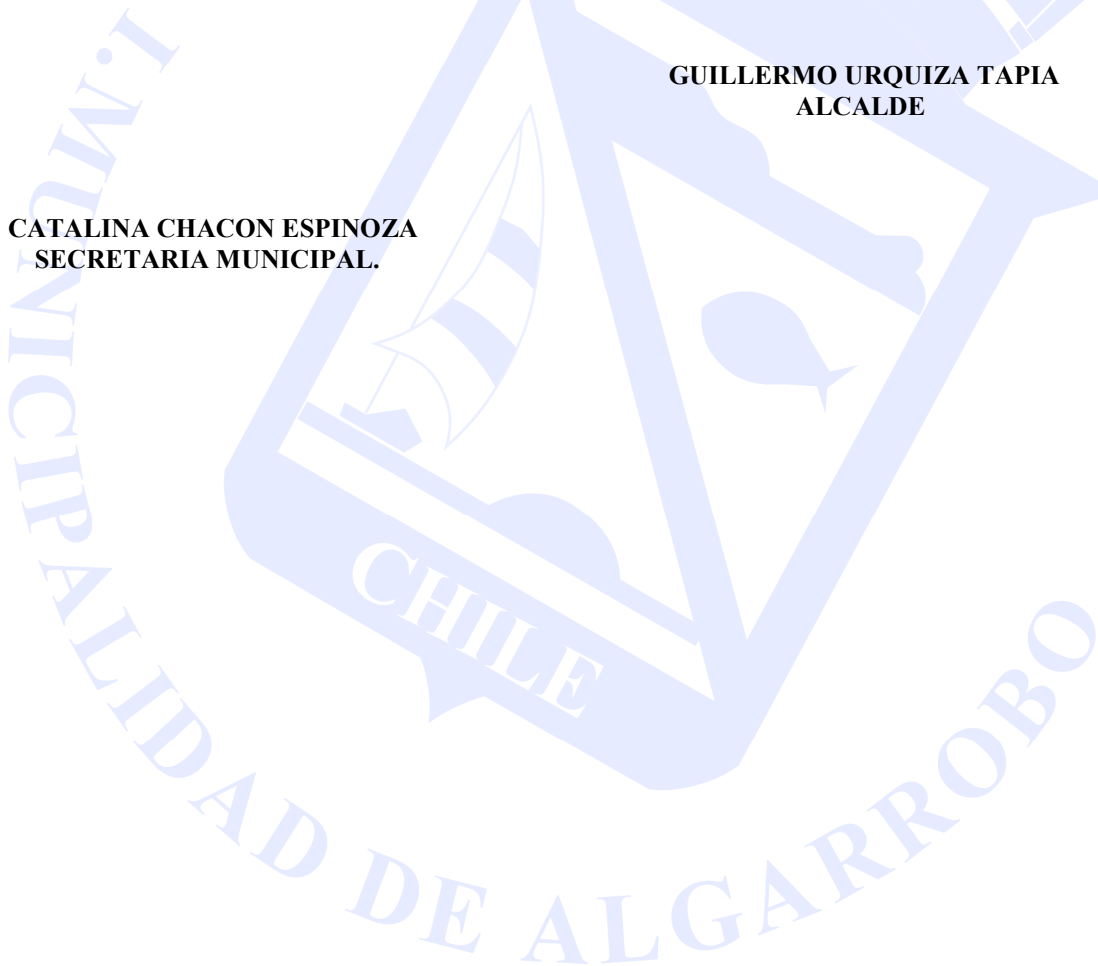 GUILLERMO URQUIZA TAPIA
ALCALDE
CATALINA CHACON ESPINOZA
SECRETARIA MUNICIPAL.
I. MUNICIPALIDAD DE ALGARROBO
CHILE